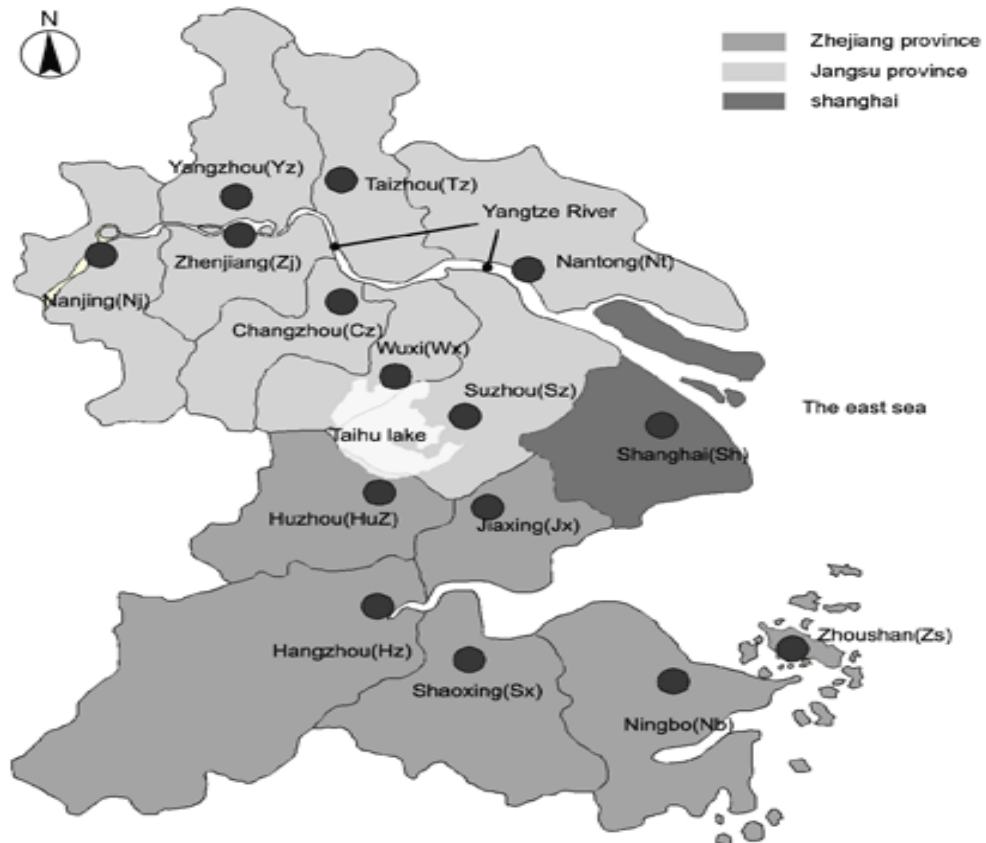 N
Zhejiang province
Jangsu province
shanghai
Yangzhou(Yz)
Taizhou(Tz)
Yangtze River
Zhenjiang(Zj)
Nantong(Nt)
Nanjing(Nj)
Changzhou(Cz)
Wuxi(Wx)
Suzhou(Sz)
The east sea
Taihu lake
Shanghai(Sh)
Huzhou(HuZ)
Jiaxing(Jx)
Zhoushan(Zs)
Hangzhou(Hz)
Shaoxing(Sx)
Ningbo(Nb)